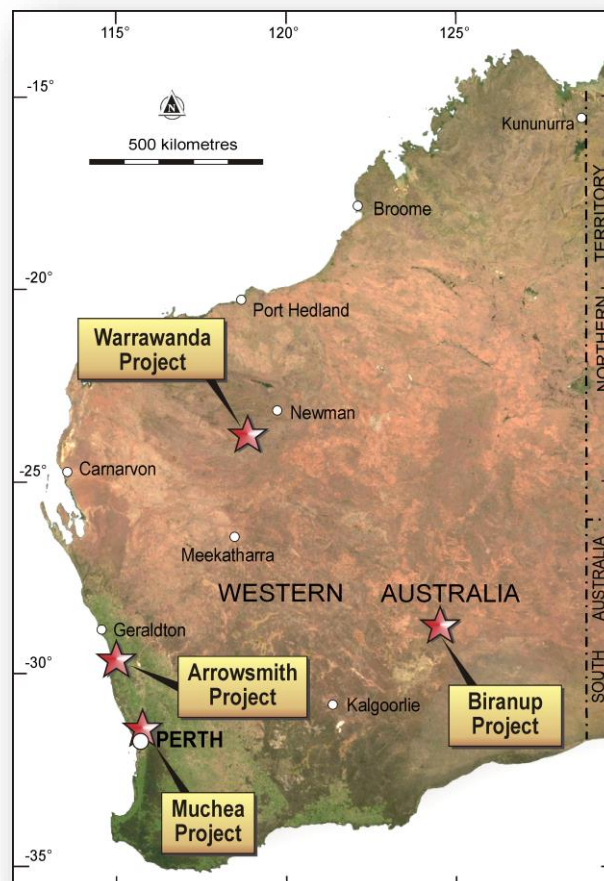 115°
120°
125°
-15°
N
500 kilometres
Kununurra
Broome
NORTHERN TERRITORY
-20°
Port Hedland
Warrawanda
Project
Newman
-25°
Carnarvon
Meekatharra
WESTERN AUSTRALIA
SOUTH AUSTRALIA
Geraldton
-30°
Arrowsmith
Project
Kalgoorlie
Biranup
Project
PERTH
Muchea
Project
-35°